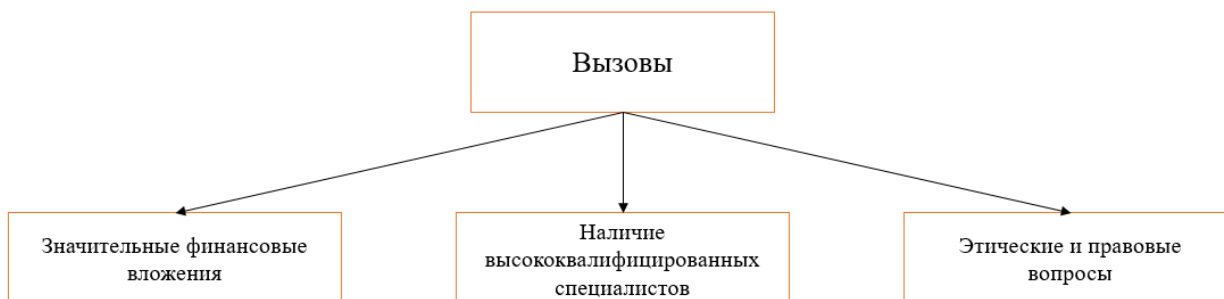 Вызовы
Значительные финансовые
вложения
Наличие
высококвалифицированных
специалистов
Этические и правовые
вопросы